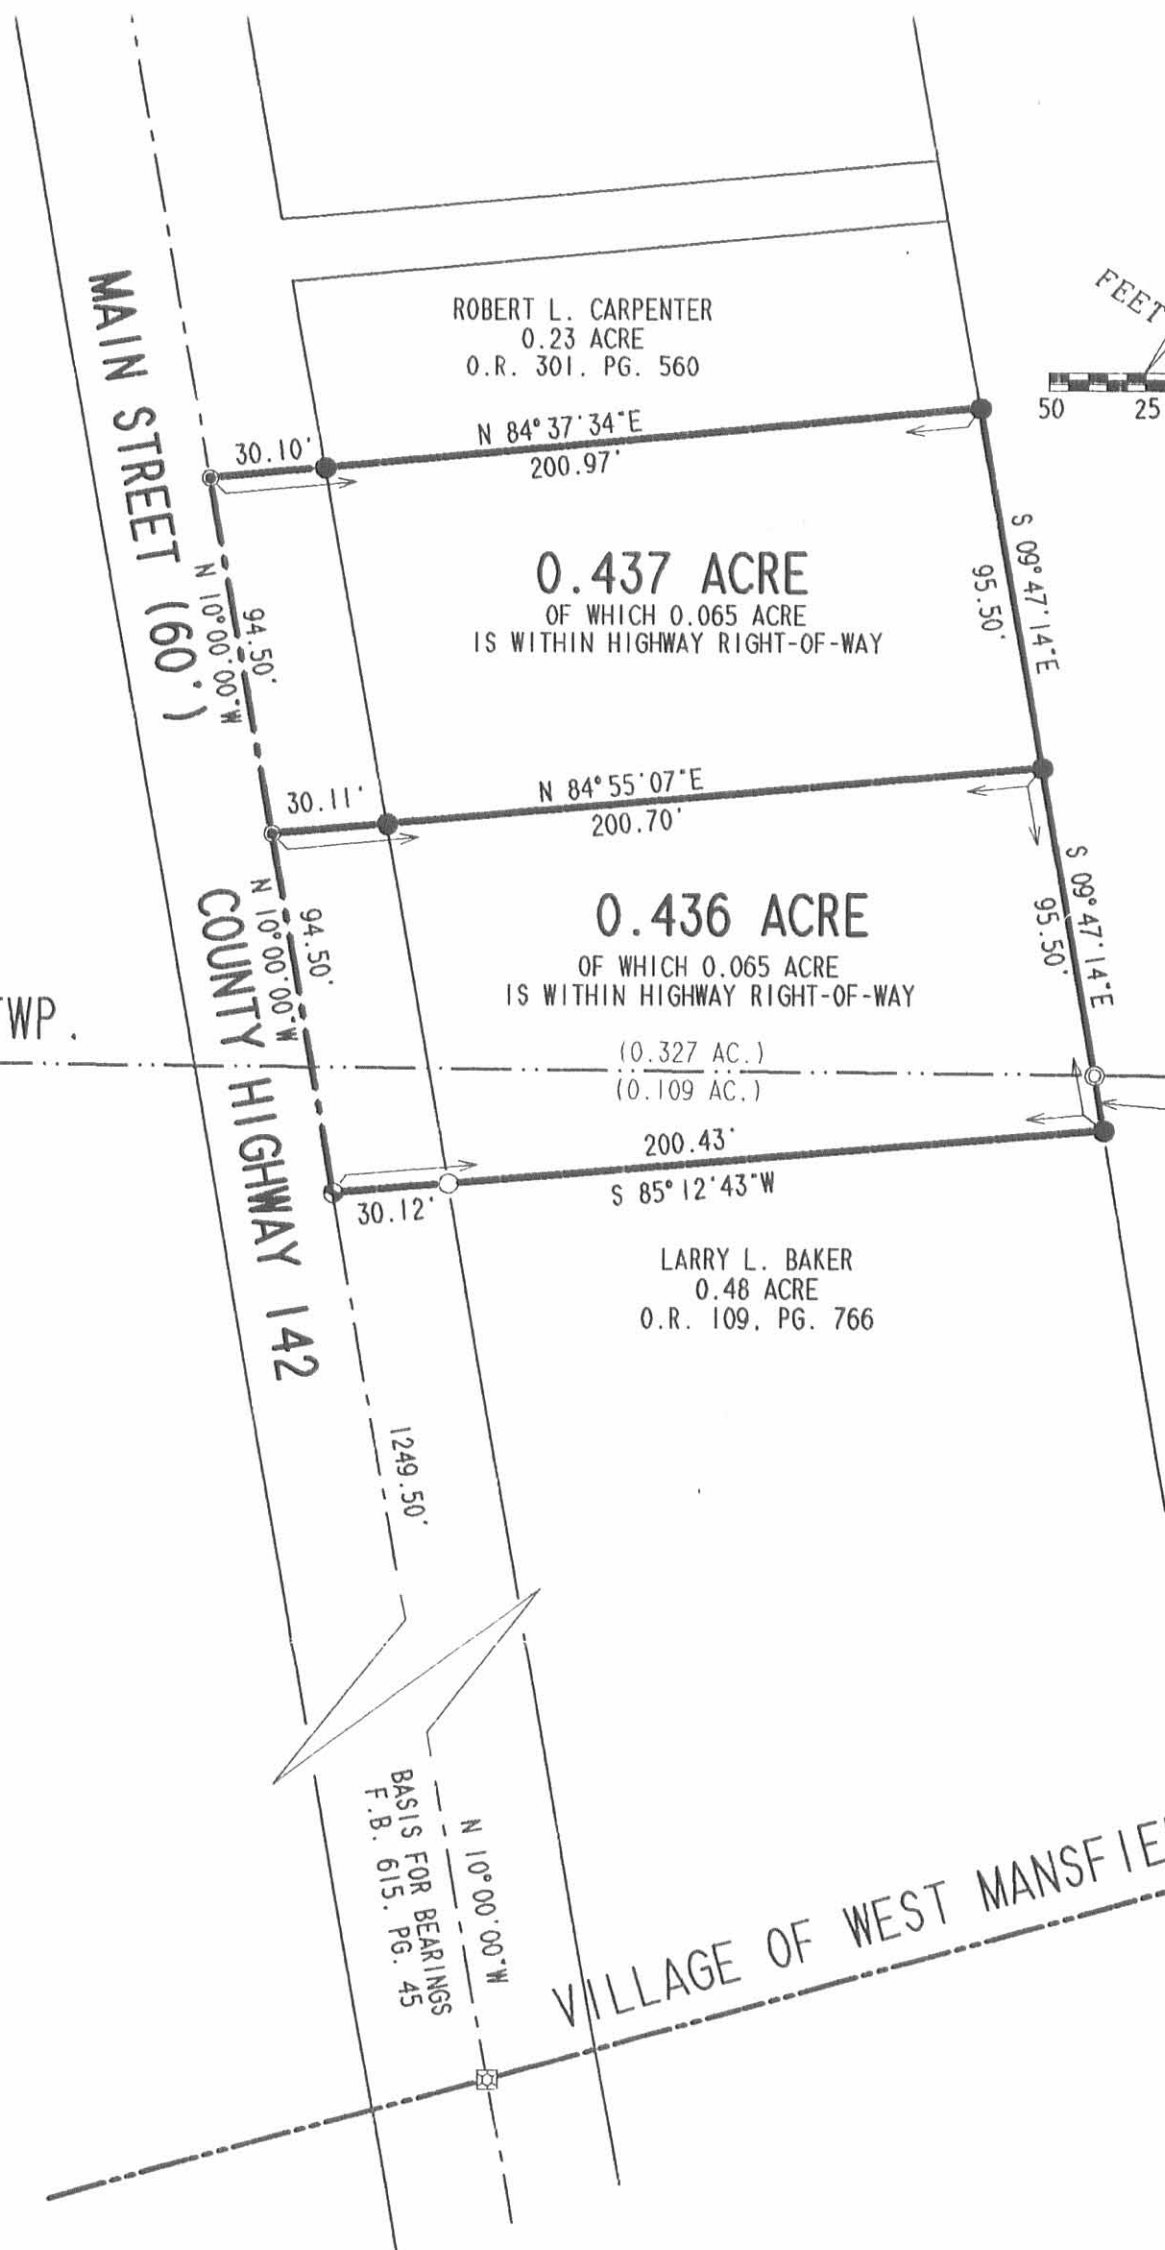 ROBERT L. CARPENTER
0.23 ACRE
O.R. 301, PG. 560
FEET
50 25
MAIN STREET (60')
30.10'
N 84°37'34"E
200.97'
0.437 ACRE
OF WHICH 0.065 ACRE
IS WITHIN HIGHWAY RIGHT-OF-WAY
94.50'
N 10°00'00"W
S 09°47'14"E
95.50'
30.11'
N 84°55'07"E
200.70'
0.436 ACRE
OF WHICH 0.065 ACRE
IS WITHIN HIGHWAY RIGHT-OF-WAY
94.50'
N 10°00'00"W
S 09°47'14"E
95.50'
COUNTY HIGHWAY 142
TWP.
(0.327 AC.)
(0.109 AC.)
200.43'
S 85°12'43"W
30.12'
LARRY L. BAKER
0.48 ACRE
O.R. 109, PG. 766
1249.50'
N 10°00'00"W
BASIS FOR BEARINGS
F.B. 615, PG. 45
VILLAGE OF WEST MANSFIE